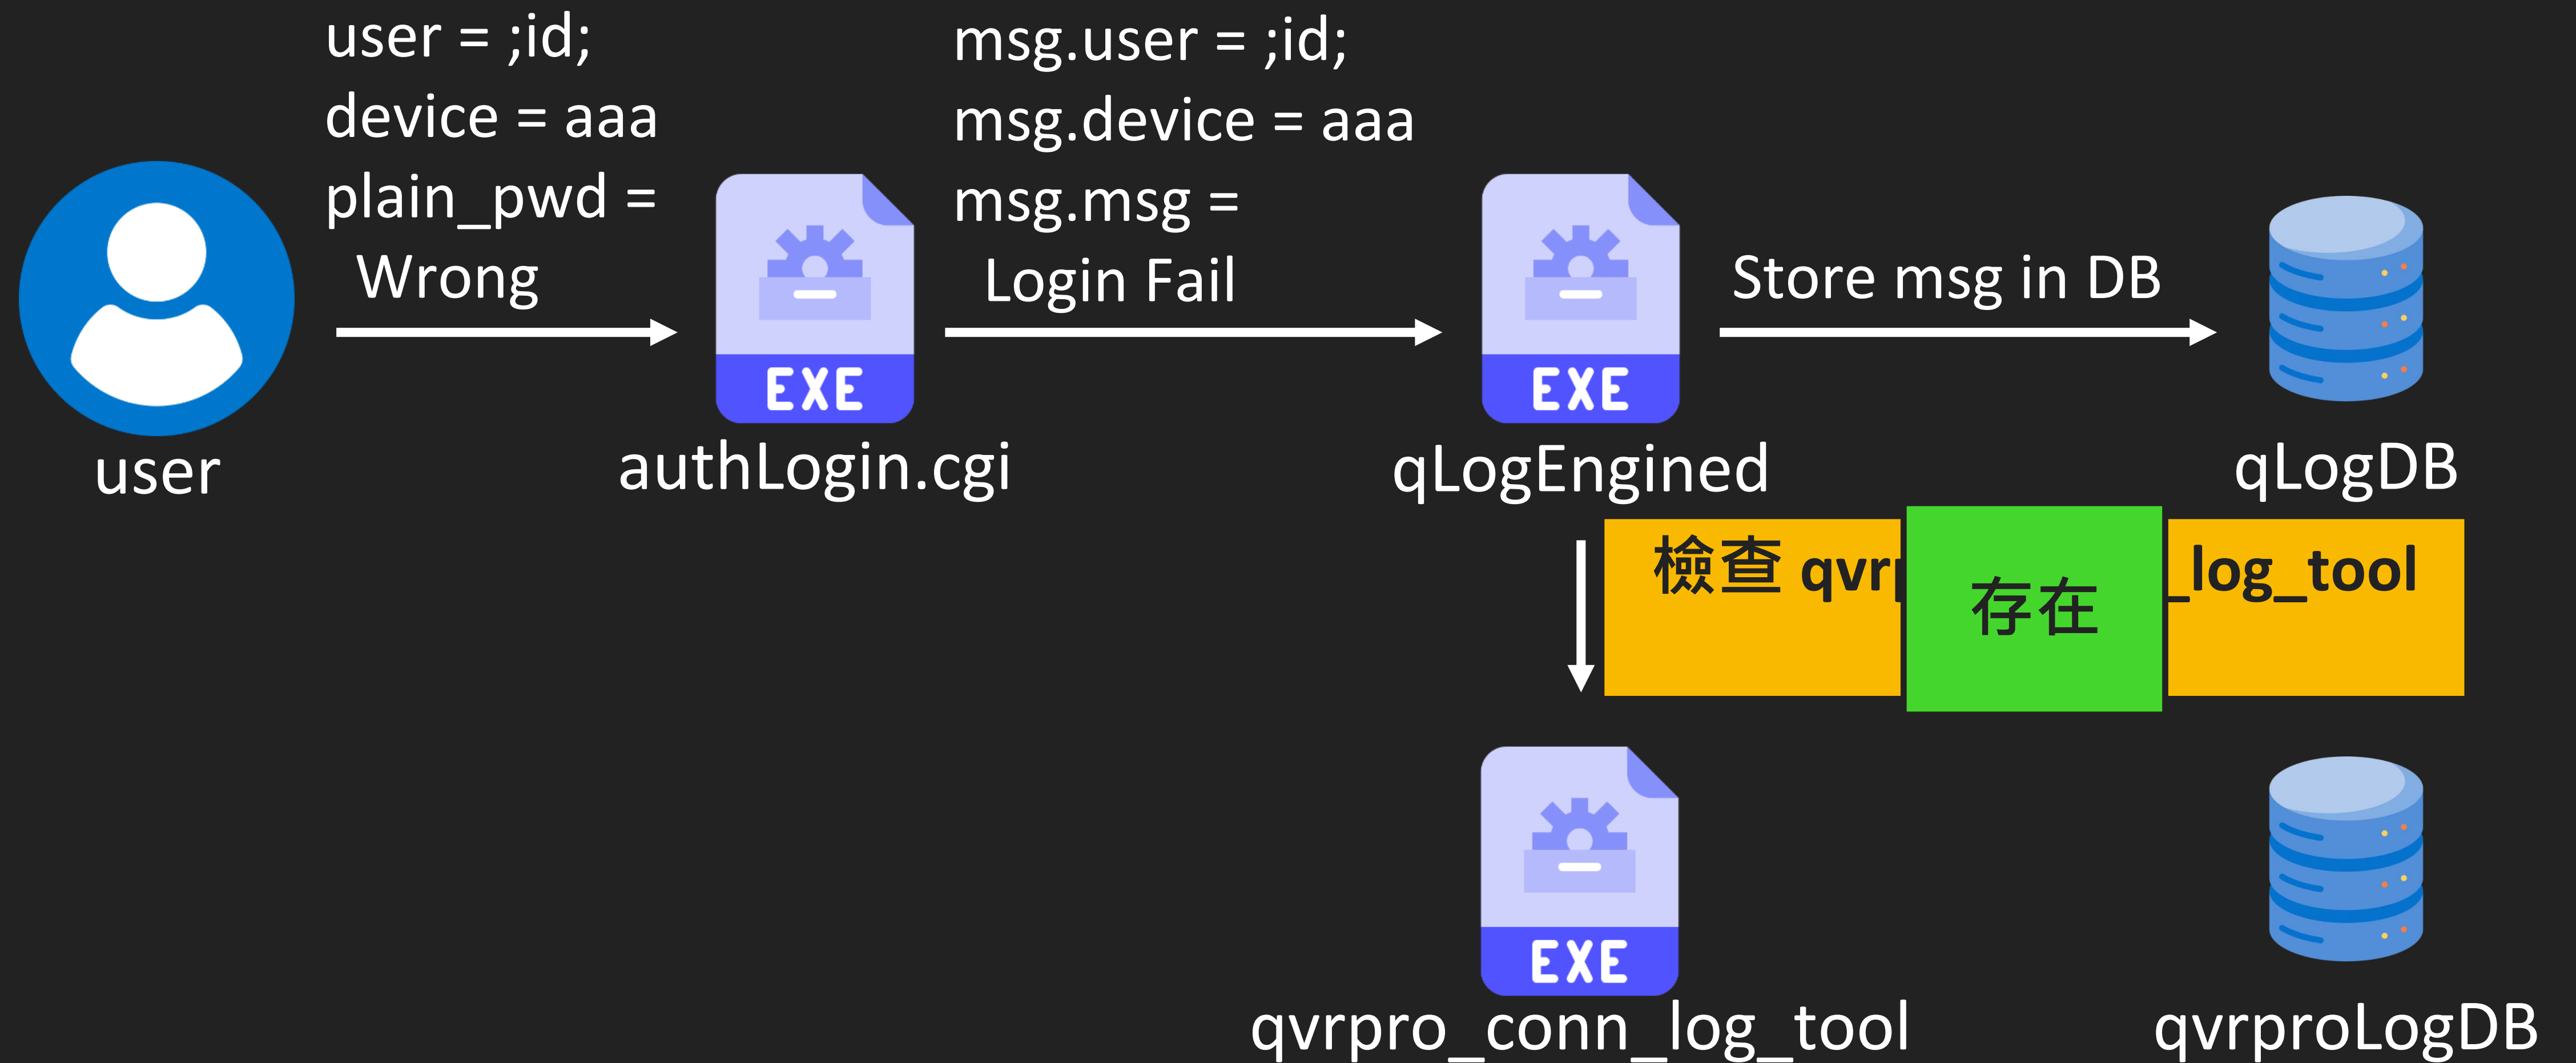 user = ;id;
device = aaa
plain_pwd =
Wrong
msg.user = ;id;
msg.device = aaa
msg.msg =
Login Fail
Store msg in DB
EXE
EXE
user
authLogin.cgi
qLogEngined
qLogDB
檢查 qvr
存在
_log_tool
EXE
qvrpro_conn_log_tool
qvrproLogDB